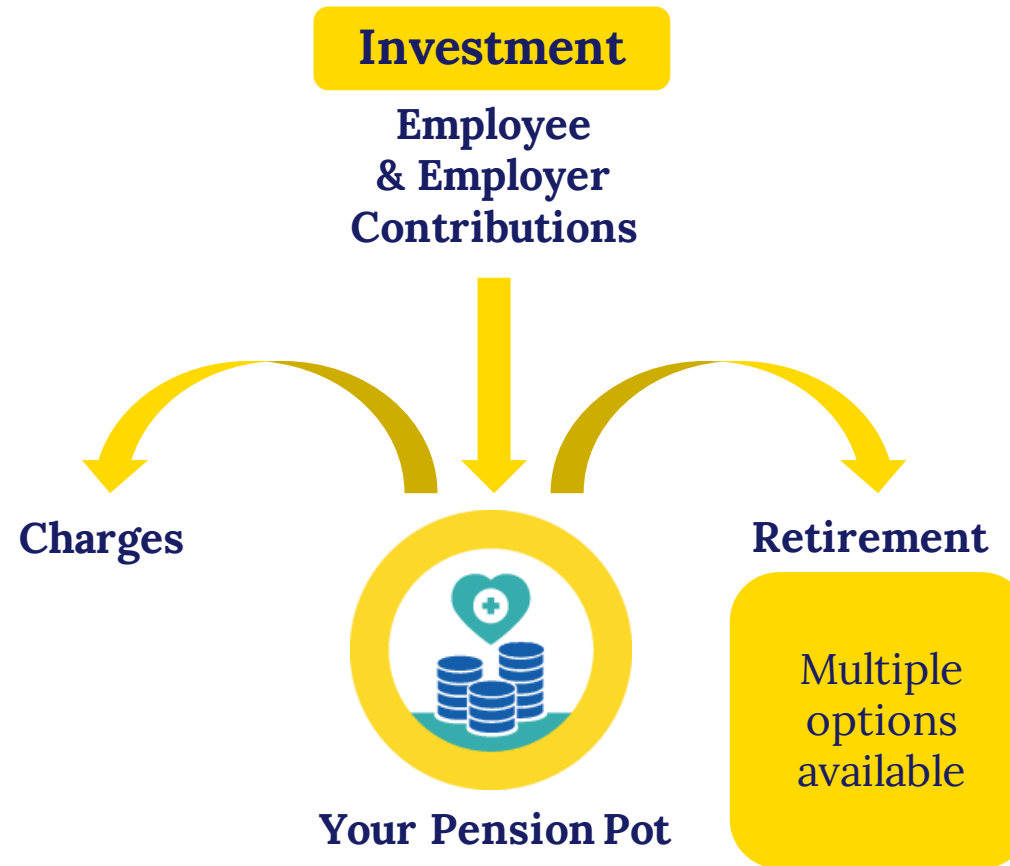 Investment
Employee
& Employer
Contributions
Charges
Retirement
Multiple
options
available
Your Pension Pot